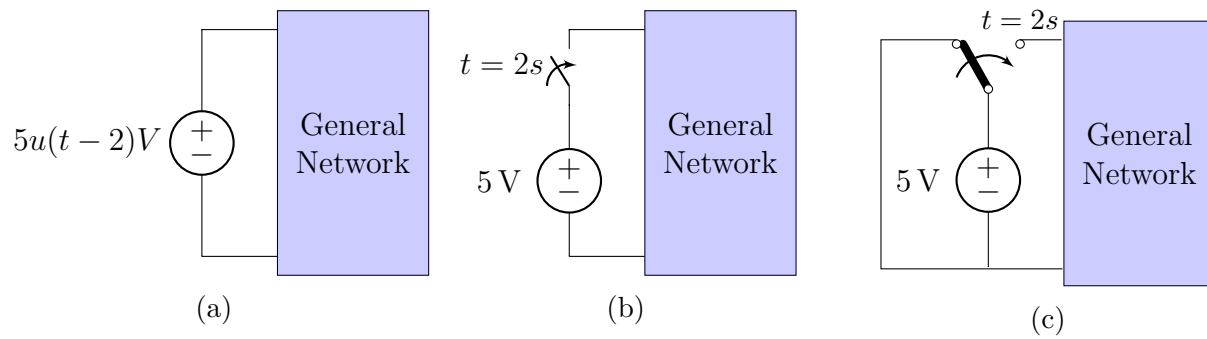 5u(t − 2)V
+
−
General
Network
(a)
t = 2s
5 V
+
−
General
Network
(b)
t = 2s
5 V
+
−
General
Network
(c)